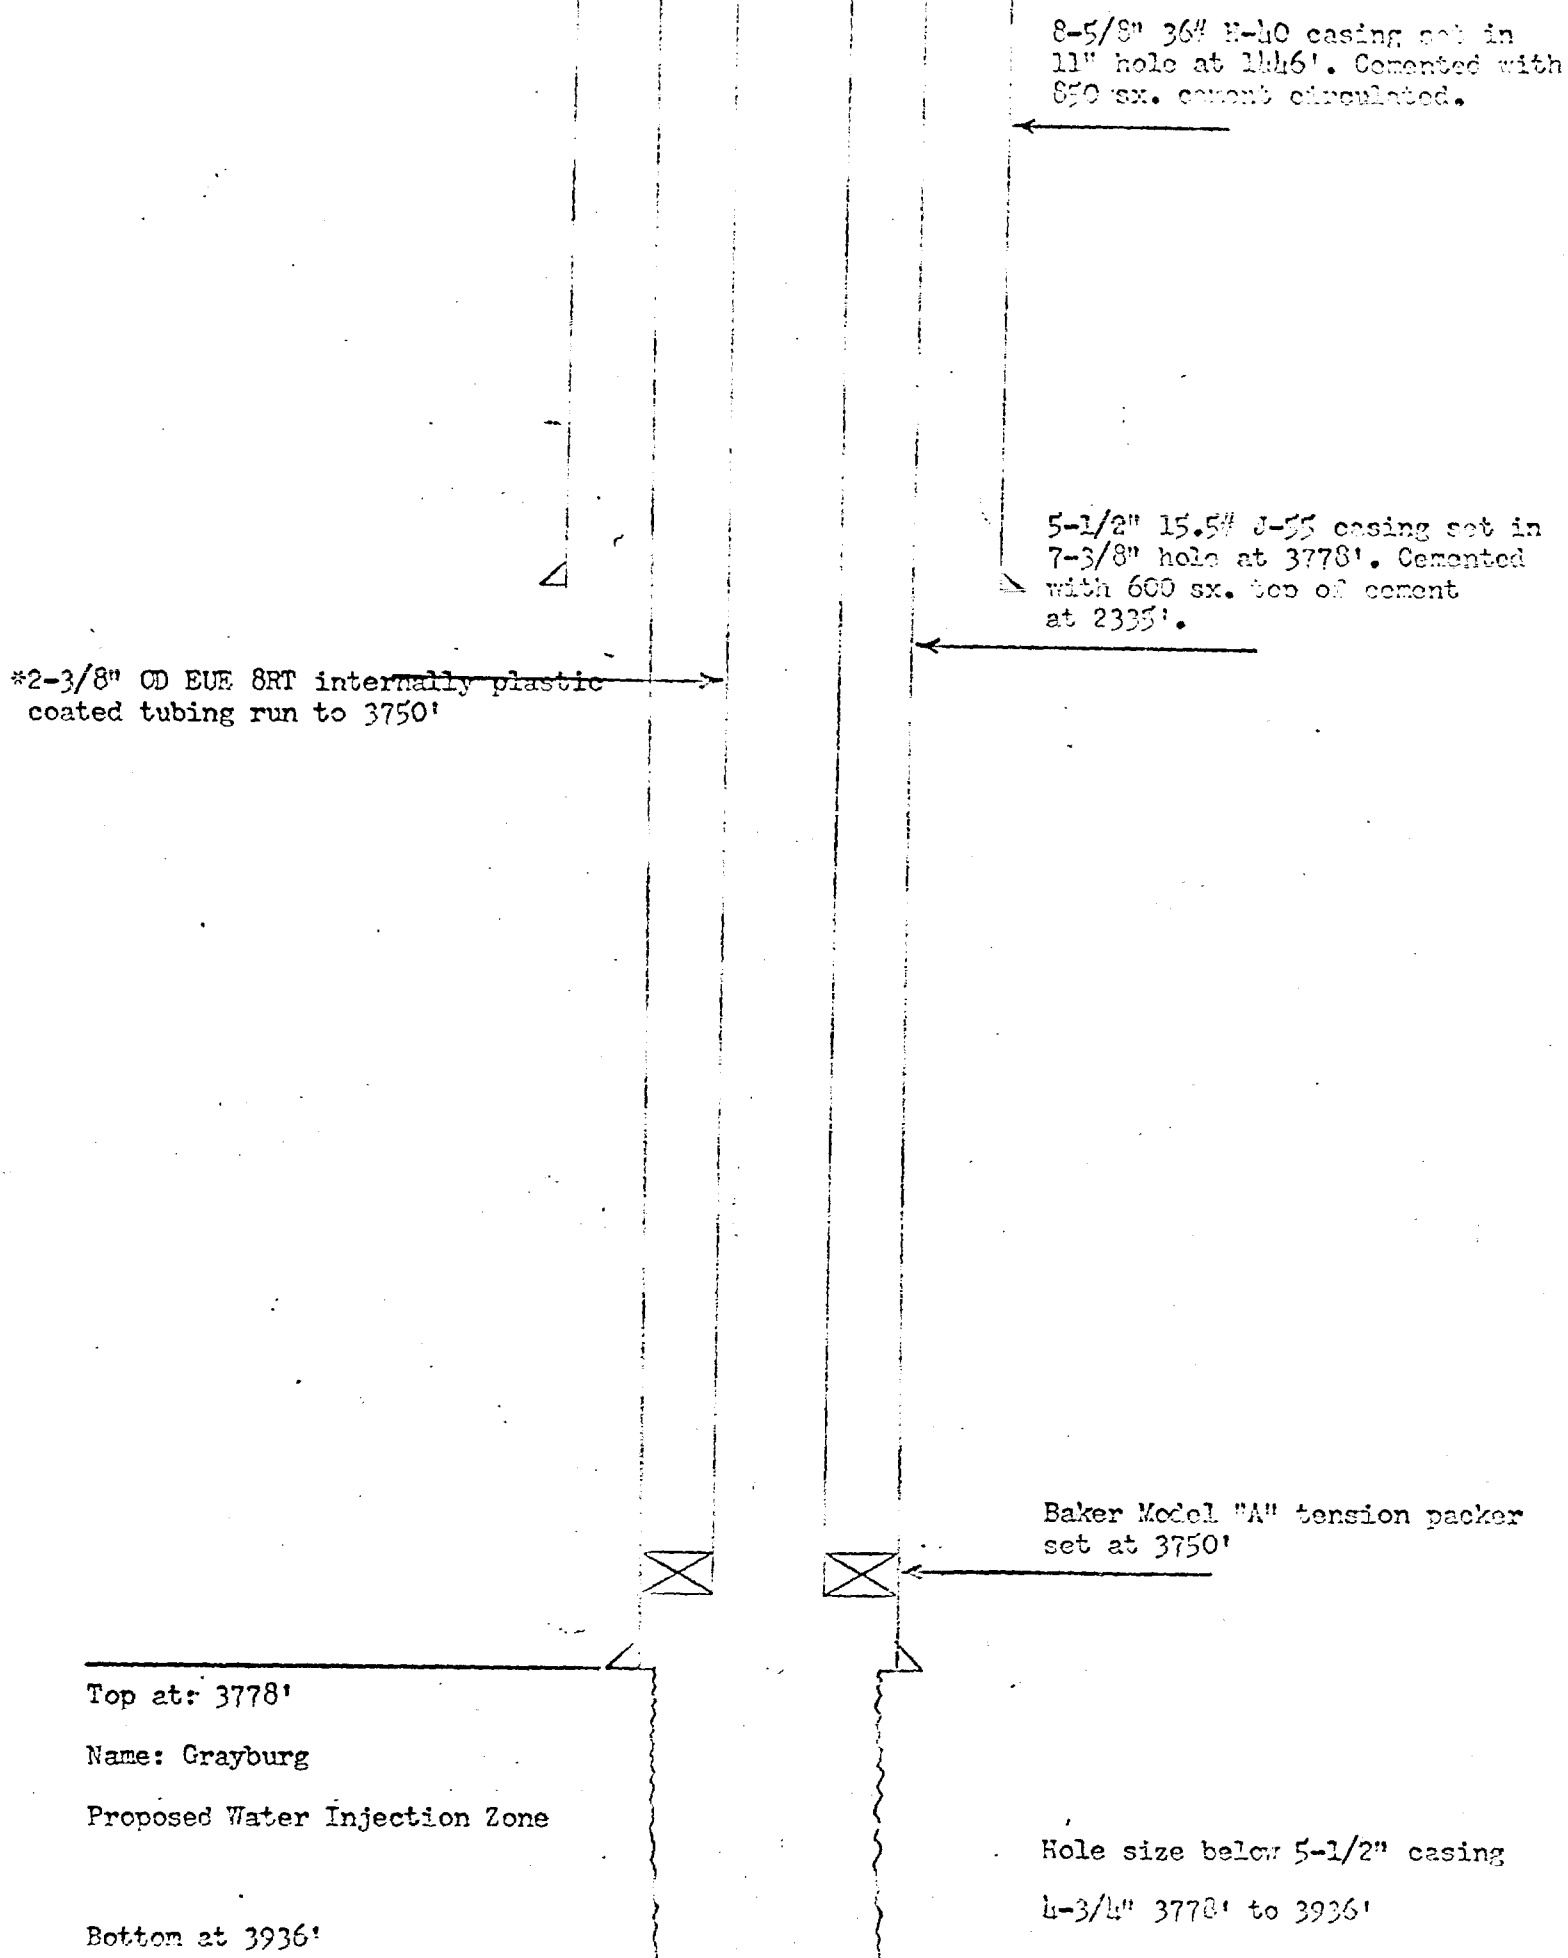 8-5/8" 36# H-40 casing set in
11" hole at 1446'. Cemented with
850 sx. cement circulated.
5-1/2" 15.5# J-55 casing set in
7-3/8" hole at 3778'. Cemented
with 600 sx. top of cement
at 2335'.
*2-3/8" OD EUE 8RT internally plastic
coated tubing run to 3750'
Baker Model "A" tension packer
set at 3750'
Top at: 3778'
Name: Grayburg
Proposed Water Injection Zone
Hole size below 5-1/2" casing
4-3/4" 3778' to 3936'
Bottom at 3936'